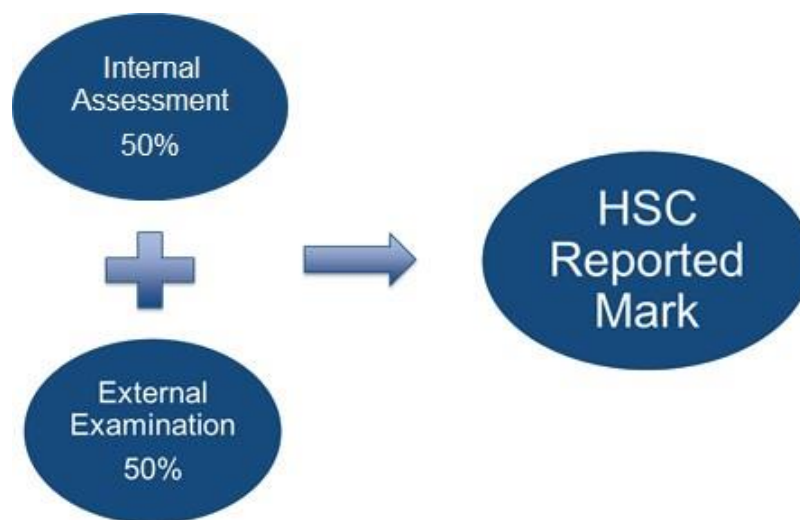 Internal
Assessment
50%
External
Examination
50%
HSC
Reported
Mark